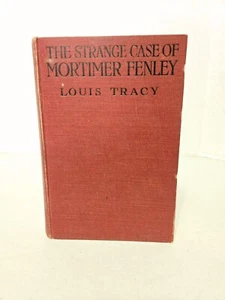 THE STRANGE CASE OF
MORTIMER FENLEY
LOUIS TRACY